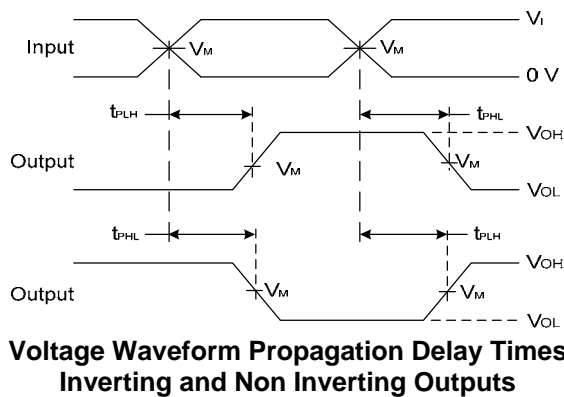 Input
VM
VM
VI
0 V
tPLH
tPHL
Output
VM
VM
VOH
VOL
tPHL
tPLH
Output
VM
VM
VOH
VOL
Voltage Waveform Propagation Delay Times
Inverting and Non Inverting Outputs